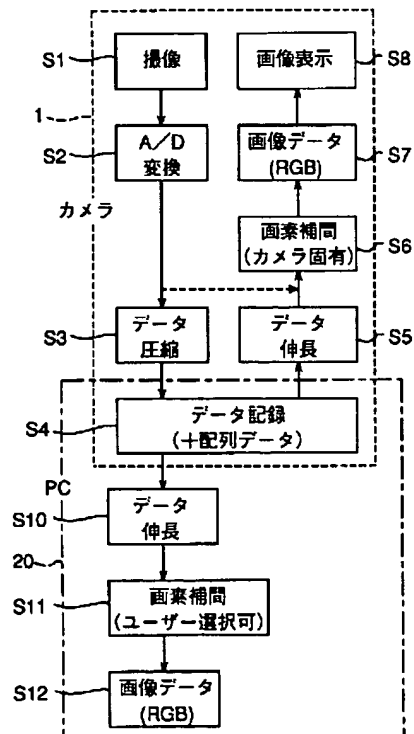 S1
撮像
画像表示
S8
1
S2
A/D
変換
画像データ
(RGB)
S7
カメラ
画素補間
(カメラ固有)
S6
S3
データ
圧縮
データ
伸長
S5
S4
データ記録
(+配列データ)
PC
S10
データ
伸長
20
S11
画素補間
(ユーザー選択可)
S12
画像データ
(RGB)